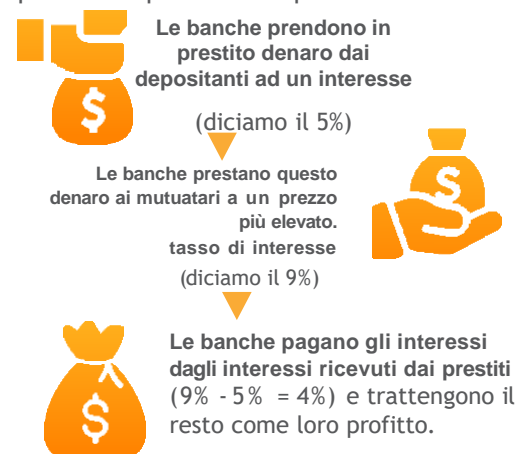 Le banche prendono in
prestito denaro dai
depositanti ad un interesse
(diciamo il 5%)
$
$
Le banche prestano questo
denaro ai mutuatari a un prezzo
più elevato.
tasso di interesse
(diciamo il 9%)
Le banche pagano gli interessi
dagli interessi ricevuti dai prestiti
(9% - 5% = 4%) e trattengono il
resto come loro profitto.
$